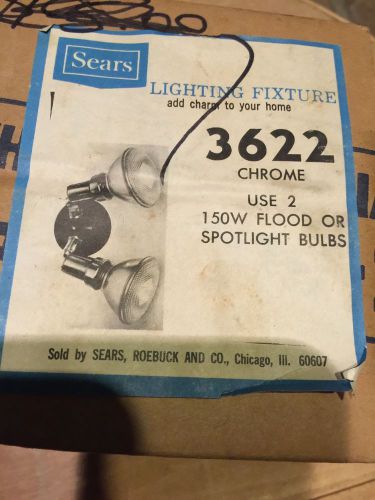 Sears
LIGHTING FIXTURE
add charm to your home
3622
CHROME
USE 2
150W FLOOD OR
SPOTLIGHT BULBS
Sold by SEARS, ROEBUCK AND CO., Chicago, Ill. 60607